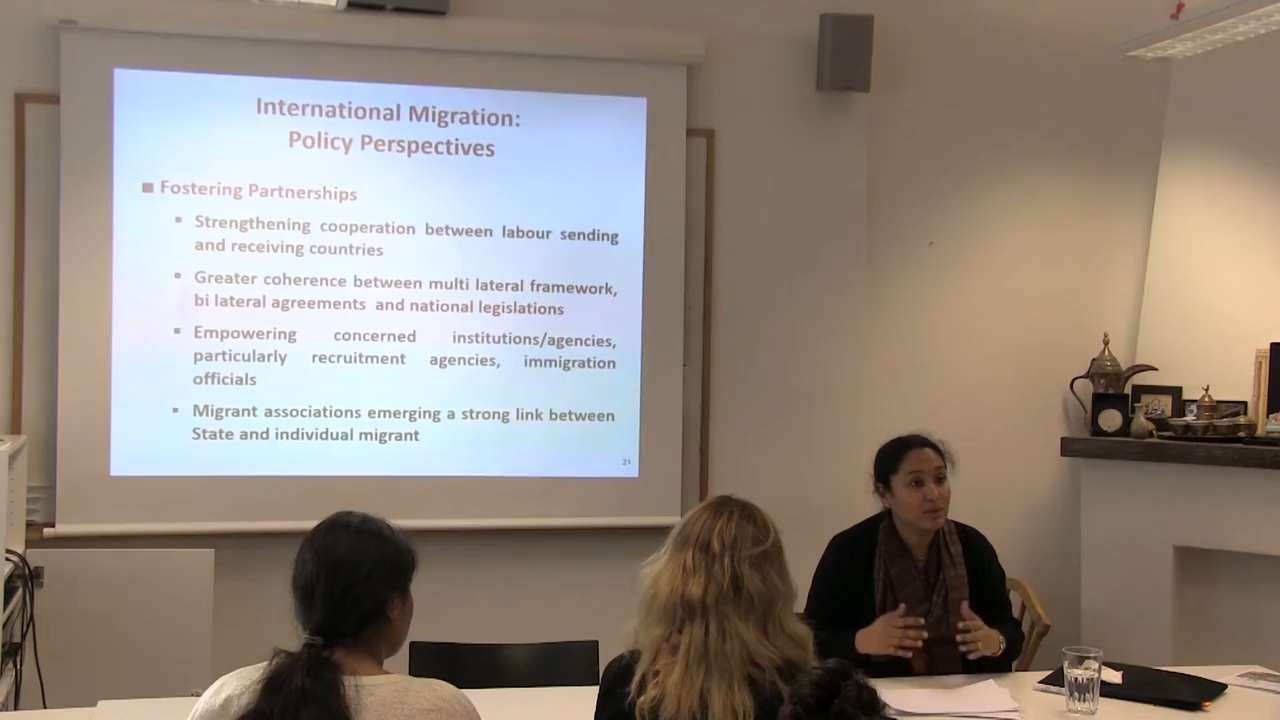 International Migration:
Policy Perspectives
Fostering Partnerships
Strengthening cooperation between labour sending
and receiving countries
Greater coherence between multi lateral framework,
bi lateral agreements and national legislations
Empowering concerned institutions/agencies,
particularly recruitment agencies, immigration
officials
Migrant associations emerging a strong link between
State and individual migrant
21